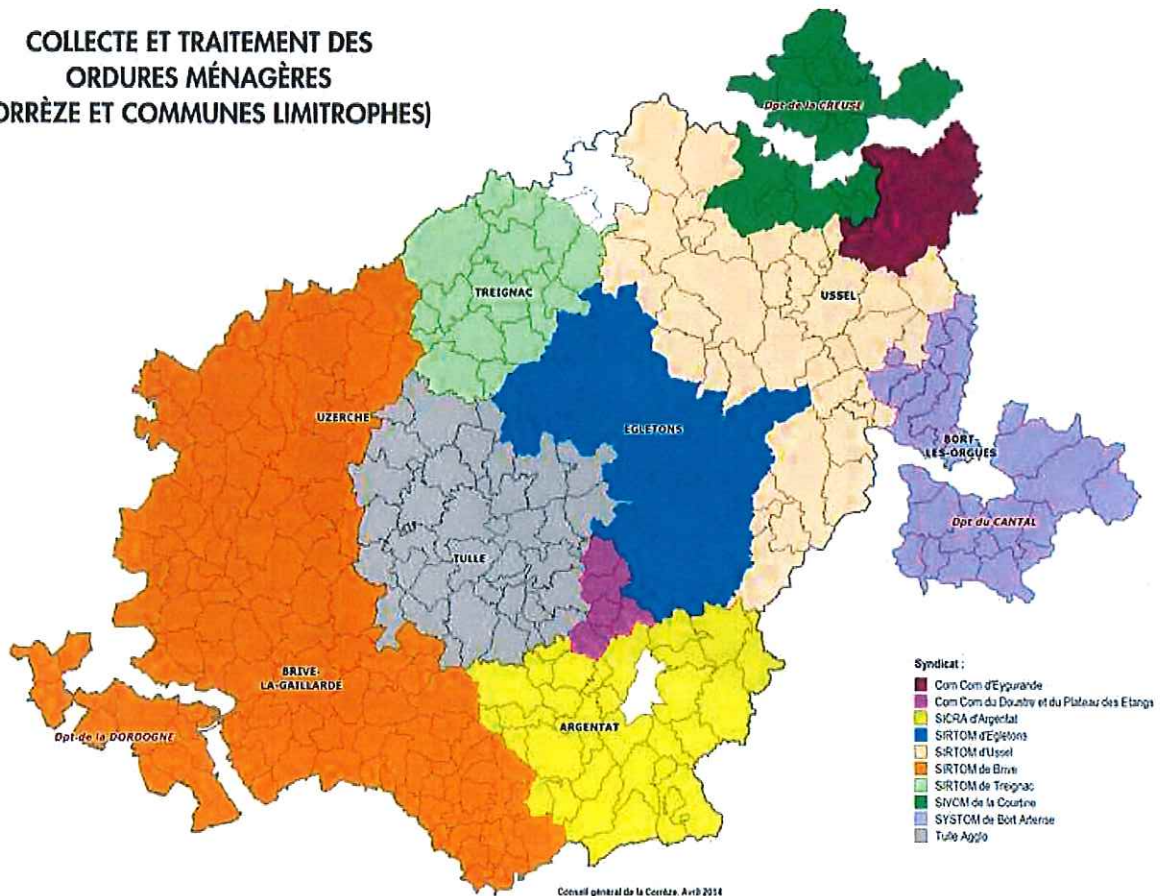 COLLECTE ET TRAITEMENT DES
ORDURES MÉNAGÈRES
ORRÈZE ET COMMUNES LIMITROPHES)
Dpt de la CREUSE
TREIGNAC
USSEL
UZERCHE
EGLETONS
BORT-
LES-ORGUES
Dpt du CANTAL
TULLE
BRIVE-
LA-GAILLARDE
ARGENTAT
Dpt de la DORDOGNE
Syndicat :
Com Com d'Eygurande
Com Com du Doustre et du Plateau des Etangs
SICRA d'Argentat
SIRTOM d'Egletons
SIRTOM d'Ussel
SIRTOM de Brive
SIRTOM de Treignac
SIVOM de la Courtine
SYSTOM de Bort Artense
Tulle Agglo
Conseil général de la Corrèze, Avril 2014